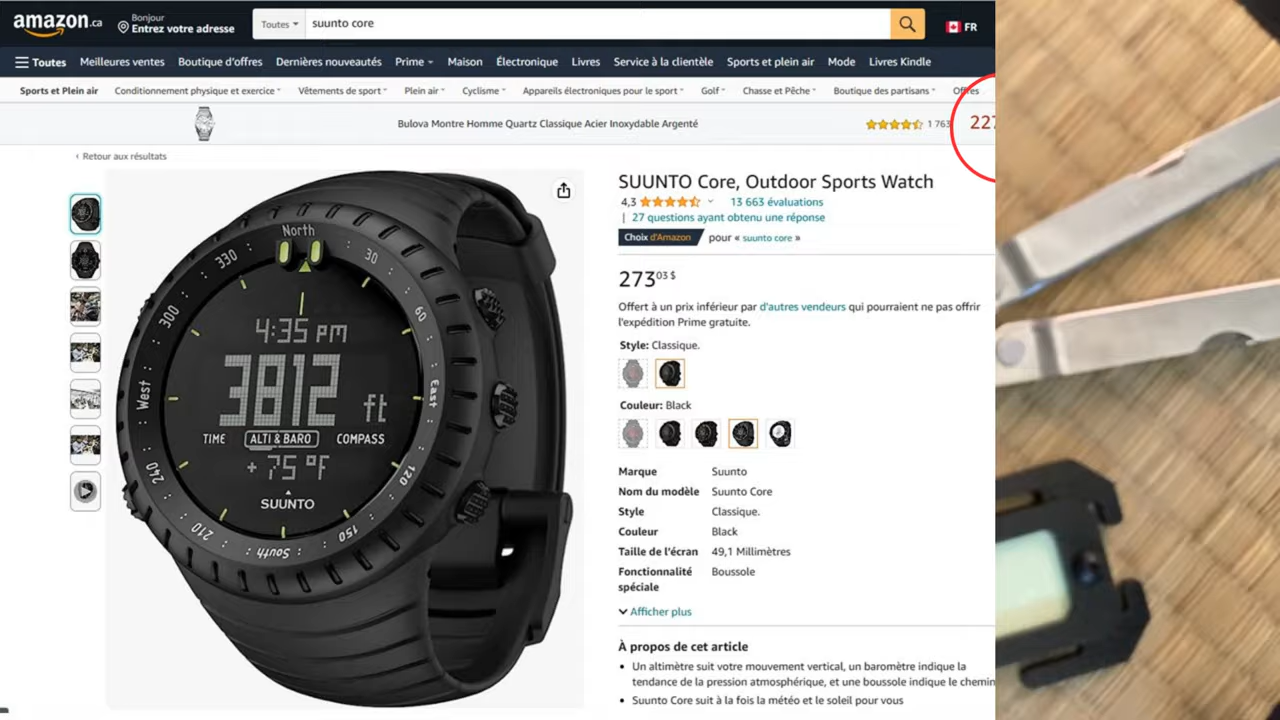 amazon.ca
Bonjour
Entrez votre adresse
Toutes
suunto core
FR
Toutes
Meilleures ventes
Boutique d'offres
Dernières nouveautés
Prime
Maison
Électronique
Livres
Service à la clientèle
Sports et plein air
Mode
Livres Kindle
Sports et Plein air
Conditionnement physique et exercice
Vêtements de sport
Plein air
Cyclisme
Appareils électroniques pour le sport
Golf
Chasse et Pêche
Boutique des partisans
Offres
Bulova Montre Homme Quartz Classique Acier Inoxydable Argenté
1 763
227
‹ Retour aux résultats
SUUNTO Core, Outdoor Sports Watch
4,3
13 663 évaluations
| 27 questions ayant obtenu une réponse
Choix d'Amazon pour « suunto core »
273 03 $
Offert à un prix inférieur par d'autres vendeurs qui pourraient ne pas offrir
l'expédition Prime gratuite.
Style: Classique.
Couleur: Black
Marque Suunto
Nom du modèle Suunto Core
Style Classique.
Couleur Black
Taille de l'écran 49,1 Millimètres
Fonctionnalité Boussole
spéciale
Afficher plus
À propos de cet article
• Un altimètre suit votre mouvement vertical, un baromètre indique la
tendance de la pression atmosphérique, et une boussole indique le chemin
• Suunto Core suit à la fois la météo et le soleil pour vous
North
30
60
East
120
150
South
210
240
West
300
330
4:35 PM
3812 ft
TIME ALTI & BARO COMPASS
+75°F
SUUNTO